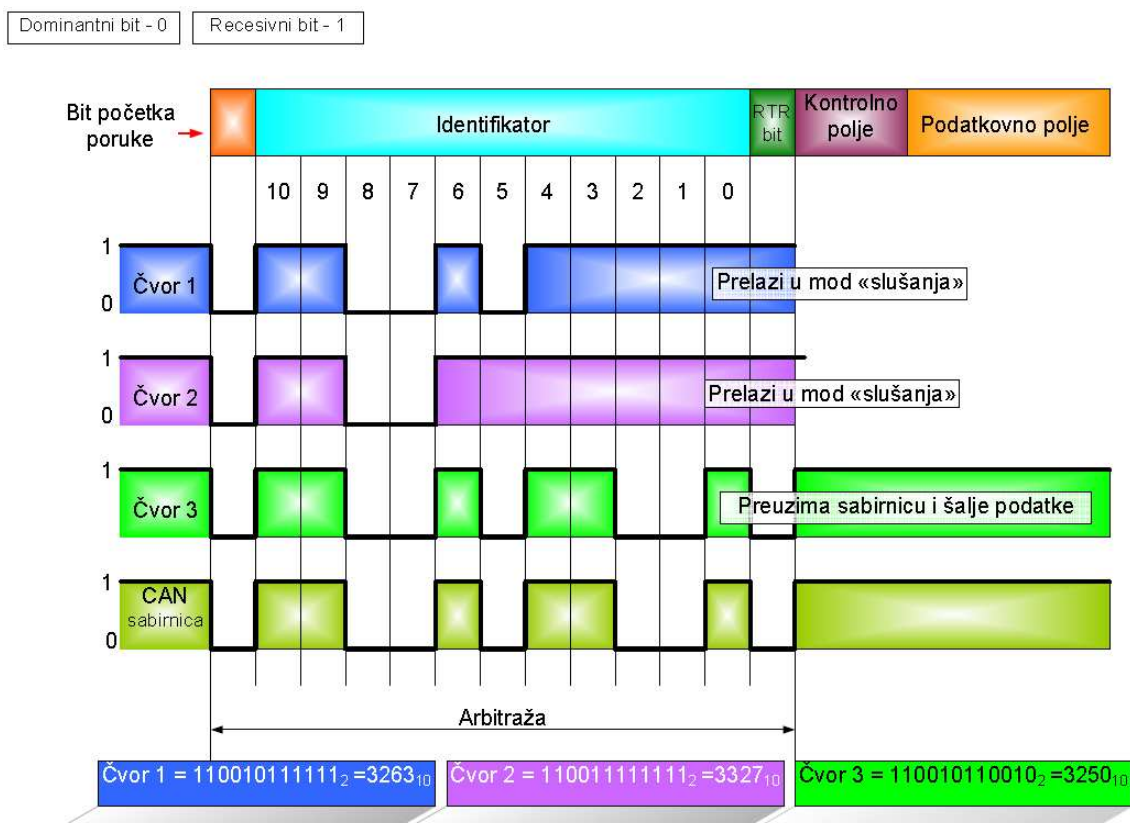 Dominantni bit - 0
Recesivni bit - 1
Bit početka
poruke
Identifikator
RTR
bit
Kontrolno
polje
Podatkovno polje
10 9 8 7 6 5 4 3 2 1 0
1
Čvor 1
0
Prelazi u mod «slušanja»
1
Čvor 2
0
Prelazi u mod «slušanja»
1
Čvor 3
0
Preuzima sabirnicu i šalje podatke
1
CAN
sabirnica
0
Arbitraža
Čvor 1 = 110010111111₂ =3263₁₀
Čvor 2 = 110011111111₂ =3327₁₀
Čvor 3 = 110010110010₂ =3250₁₀